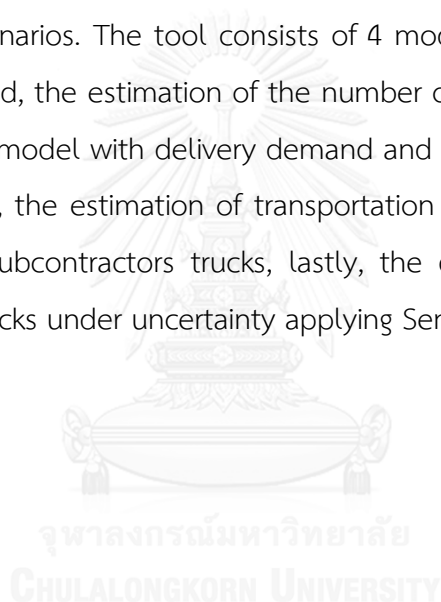 narios. The tool consists of 4 mod
d, the estimation of the number o
model with delivery demand and
, the estimation of transportation
ubcontractors trucks, lastly, the
cks under uncertainty applying Ser
จุฬาลงกรณ์มหาวิทยาลัย
CHULALONGKORN UNIVERSITY